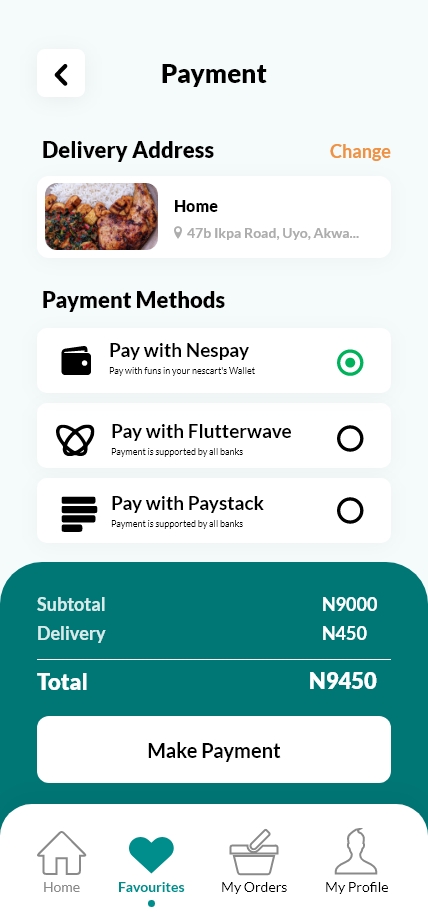 Payment
Delivery Address
Change
Home
47b Ikpa Road, Uyo, Akwa...
Payment Methods
Pay with Nespay
Pay with funs in your nescart's Wallet
Pay with Flutterwave
Payment is supported by all banks
Pay with Paystack
Payment is supported by all banks
Subtotal N9000
Delivery N450
Total N9450
Make Payment
Home Favourites My Orders My Profile